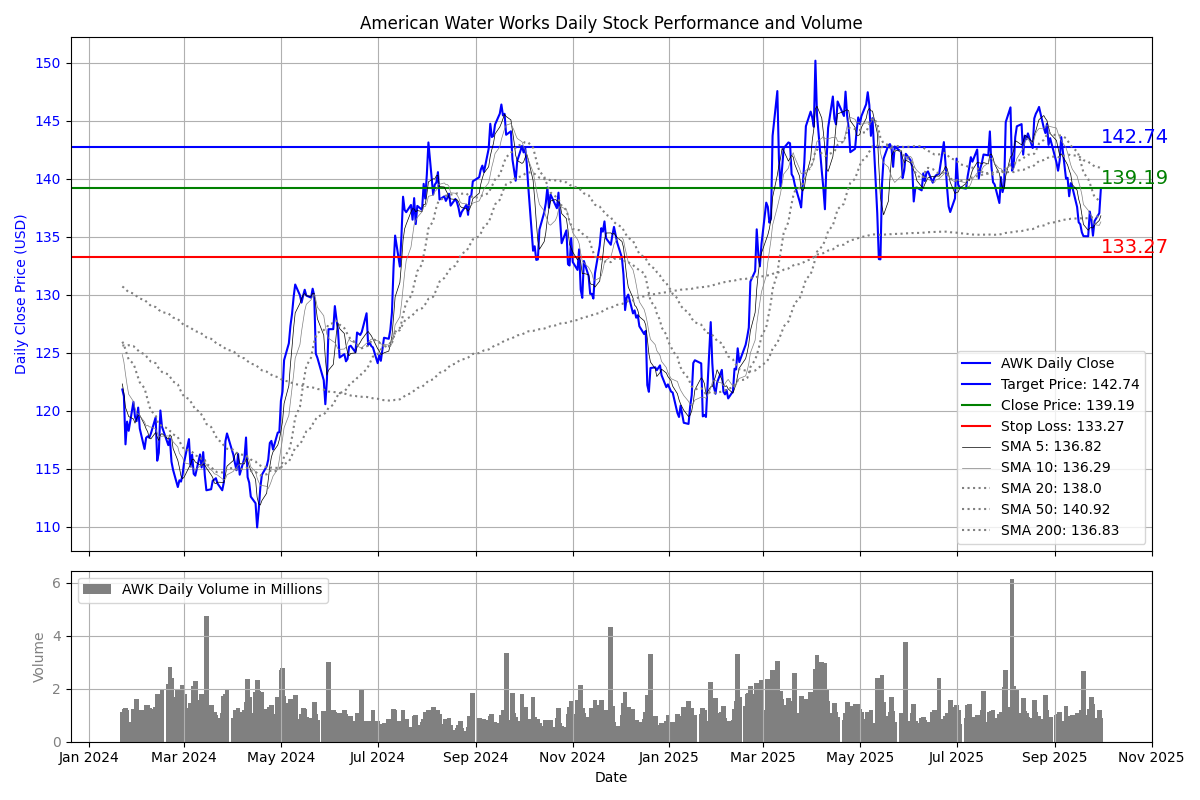 American Water Works Daily Stock Performance and Volume
Daily Close Price (USD)
150
145
140
135
130
125
120
115
110
142.74
139.19
133.27
AWK Daily Close
Target Price: 142.74
Close Price: 139.19
Stop Loss: 133.27
SMA 5: 136.82
SMA 10: 136.29
SMA 20: 138.0
SMA 50: 140.92
SMA 200: 136.83
Volume
6
4
2
0
AWK Daily Volume in Millions
Jan 2024 Mar 2024 May 2024 Jul 2024 Sep 2024 Nov 2024 Jan 2025 Mar 2025 May 2025 Jul 2025 Sep 2025 Nov 2025
Date